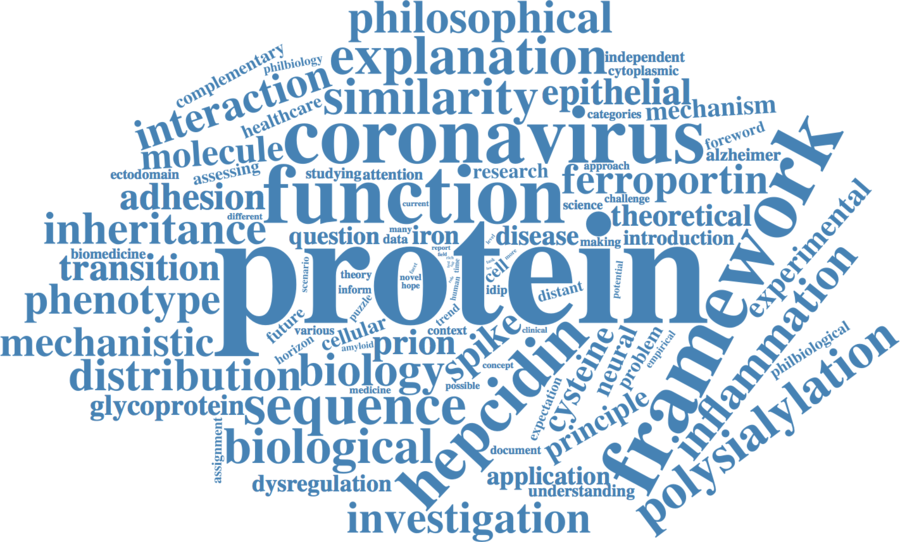 philosophical
explanation
independent
cytoplasmic
complementary
philbiology
interaction
healthcare
similarity
epithelial
categories
mechanism
foreword
molecule
coronavirus
alzheimer
ectodomain
assessing
studying
attention
research
approach
ferroportin
framework
adhesion
function
current
science
challenge
theoretical
experimental
inheritance
different
question
many
data
iron
disease
making
introduction
biomedicine
transition
protein
scenario
theory
report
field
novel
hope
time
human
cell
idip
distant
potential
phenotype
inform
puzzle
trend
future
various
cellular
context
clinical
inflammation
mechanistic
horizon
amyloid
prion
spike
neural
problem
empirical
philbiological
distribution
biology
medicine
possible
concept
cysteine
glycoprotein
sequence
hepcidin
expectation
principle
polysialylation
assignment
biological
document
dysregulation
application
understanding
investigation